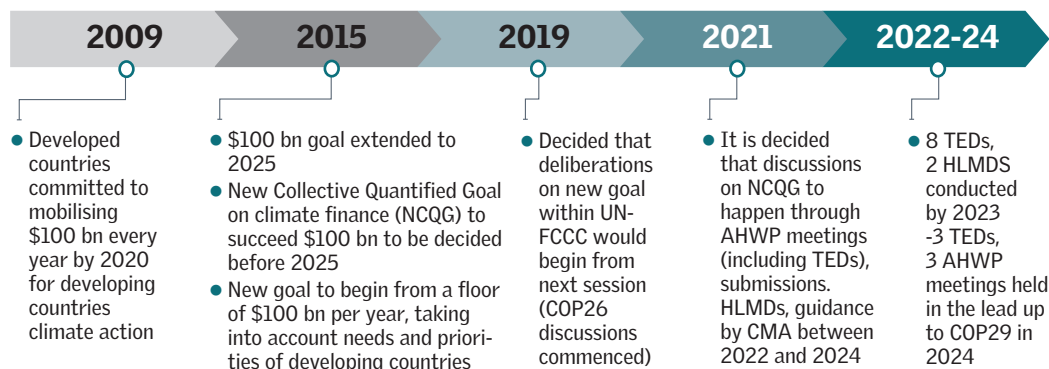 2009
2015
2019
2021
2022-24
● Developed
countries
committed to
mobilising
$100 bn every
year by 2020
for developing
countries
climate action
● $100 bn goal extended to
2025
● New Collective Quantified Goal
on climate finance (NCQG) to
succeed $100 bn to be decided
before 2025
● New goal to begin from a floor
of $100 bn per year, taking
into account needs and priori-
ties of developing countries
● Decided that
deliberations
on new goal
within UN-
FCCC would
begin from
next session
(COP26
discussions
commenced)
● It is decided
that discussions
on NCQG to
happen through
AHWP meetings
(including TEDs),
submissions.
HLMDs, guidance
by CMA between
2022 and 2024
● 8 TEDs,
2 HLMDS
conducted
by 2023
-3 TEDs,
3 AHWP
meetings held
in the lead up
to COP29 in
2024